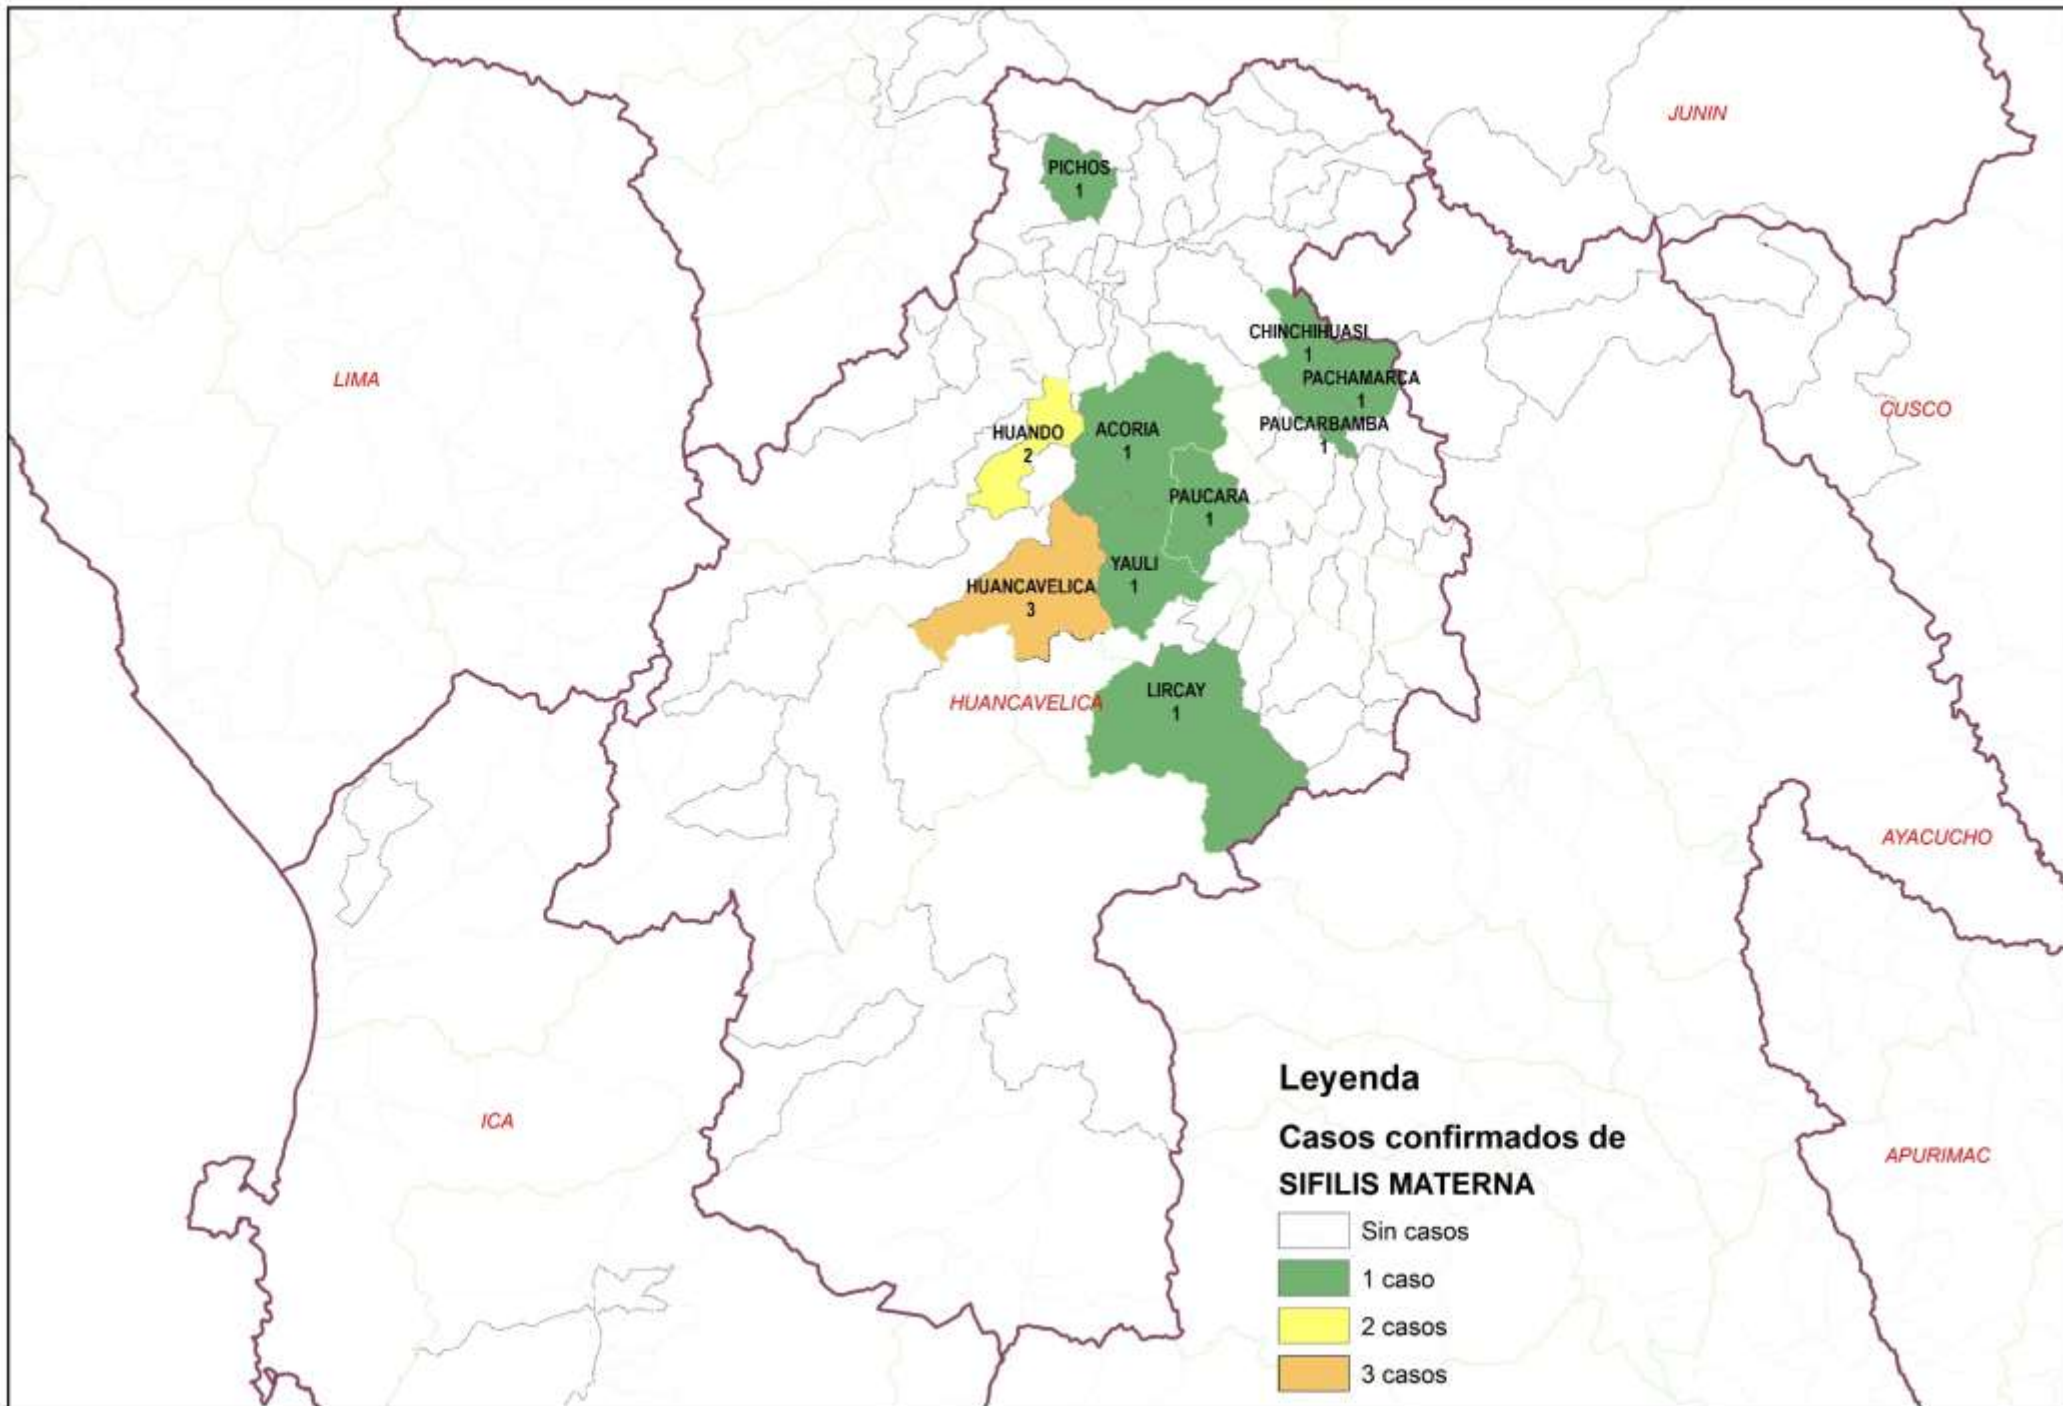 JUNIN
PICHOS
1
CHINCHIHUASI
1
LIMA
PACHAMARCA
1
CUSCO
HUANDO
2
ACORIA
1
PAUCARBAMBA
1
PAUCARA
1
YAULI
1
HUANCAVELICA
3
HUANCAVELICA
LIRCAY
1
AYACUCHO
ICA
APURIMAC
Leyenda
Casos confirmados de
SIFILIS MATERNA
Sin casos
1 caso
2 casos
3 casos